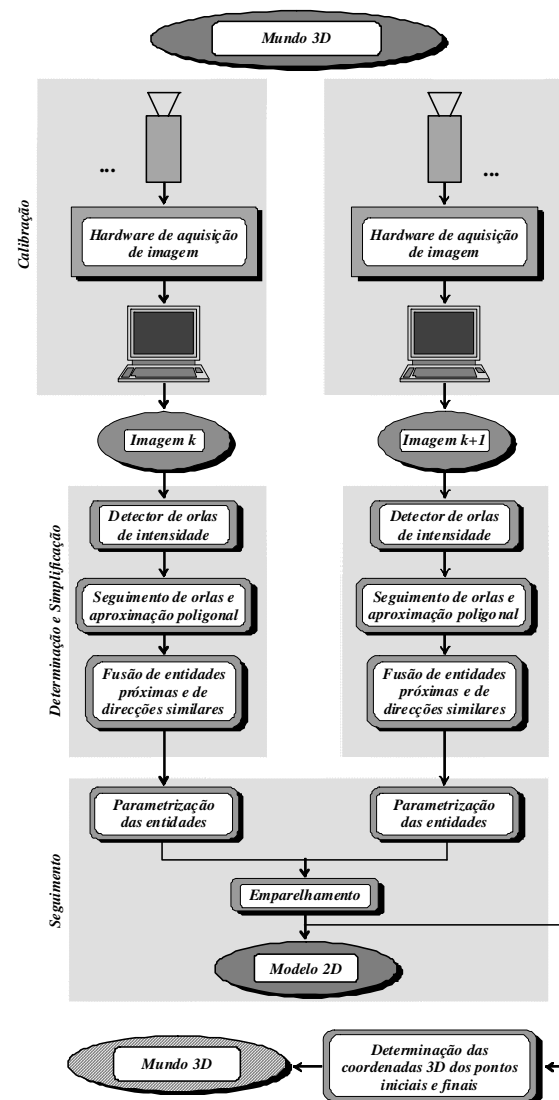 Mundo 3D
...
...
Calibração
Hardware de aquisição
de imagem
Hardware de aquisição
de imagem
Imagem k
Imagem k+1
Determinação e Simplificação
Detector de orlas
de intensidade
Detector de orlas
de intensidade
Seguimento de orlas e
aproximação poligonal
Seguimento de orlas e
aproximação poligonal
Fusão de entidades
próximas e de
direcções similares
Fusão de entidades
próximas e de
direcções similares
Seguimento
Parametrização
das entidades
Parametrização
das entidades
Emparelhamento
Modelo 2D
Mundo 3D
Determinação das
coordenadas 3D dos pontos
iniciais e finais